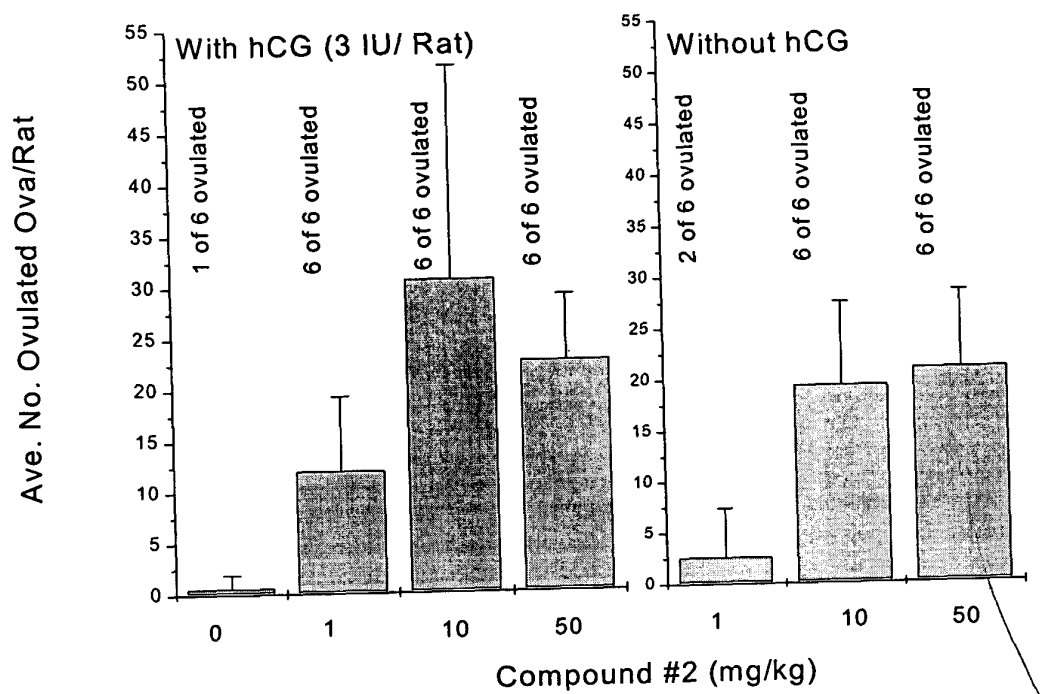 Ave. No. Ovulated Ova/Rat
With hCG (3 IU/ Rat)
55
50
45
40
35
30
25
20
15
10
5
0
1 of 6 ovulated
6 of 6 ovulated
6 of 6 ovulated
6 of 6 ovulated
0
1
10
50
Without hCG
55
50
45
40
35
30
25
20
15
10
5
0
2 of 6 ovulated
6 of 6 ovulated
6 of 6 ovulated
1
10
50
Compound #2 (mg/kg)